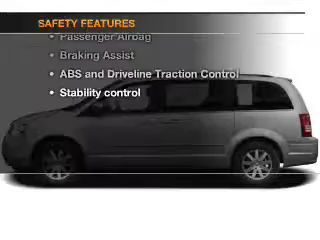 SAFETY FEATURES
• Passenger Airbag
• Braking Assist
• ABS and Driveline Traction Control
• Stability control